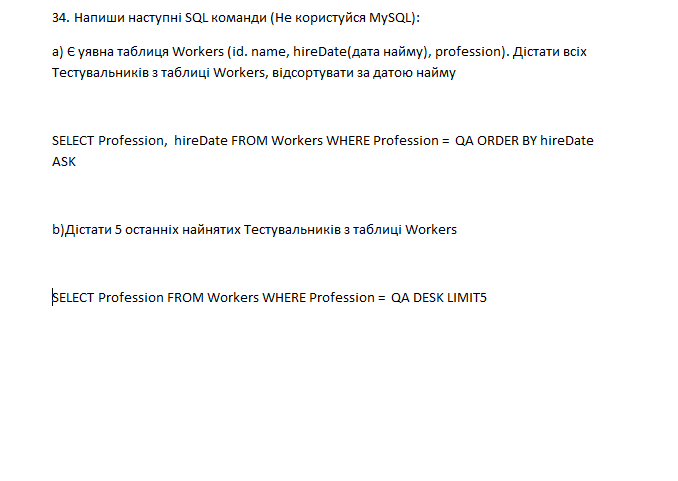 34. Напиши наступні SQL команди (Не користуйся MySQL):
a) Є уявна таблиця Workers (id. name, hireDate(дата найму), profession). Дістати всіх
Тестувальників з таблиці Workers, відсортувати за датою найму
SELECT Profession, hireDate FROM Workers WHERE Profession = QA ORDER BY hireDate
ASK
b)Дістати 5 останніх найнятих Тестувальників з таблиці Workers
SELECT Profession FROM Workers WHERE Profession = QA DESK LIMIT5